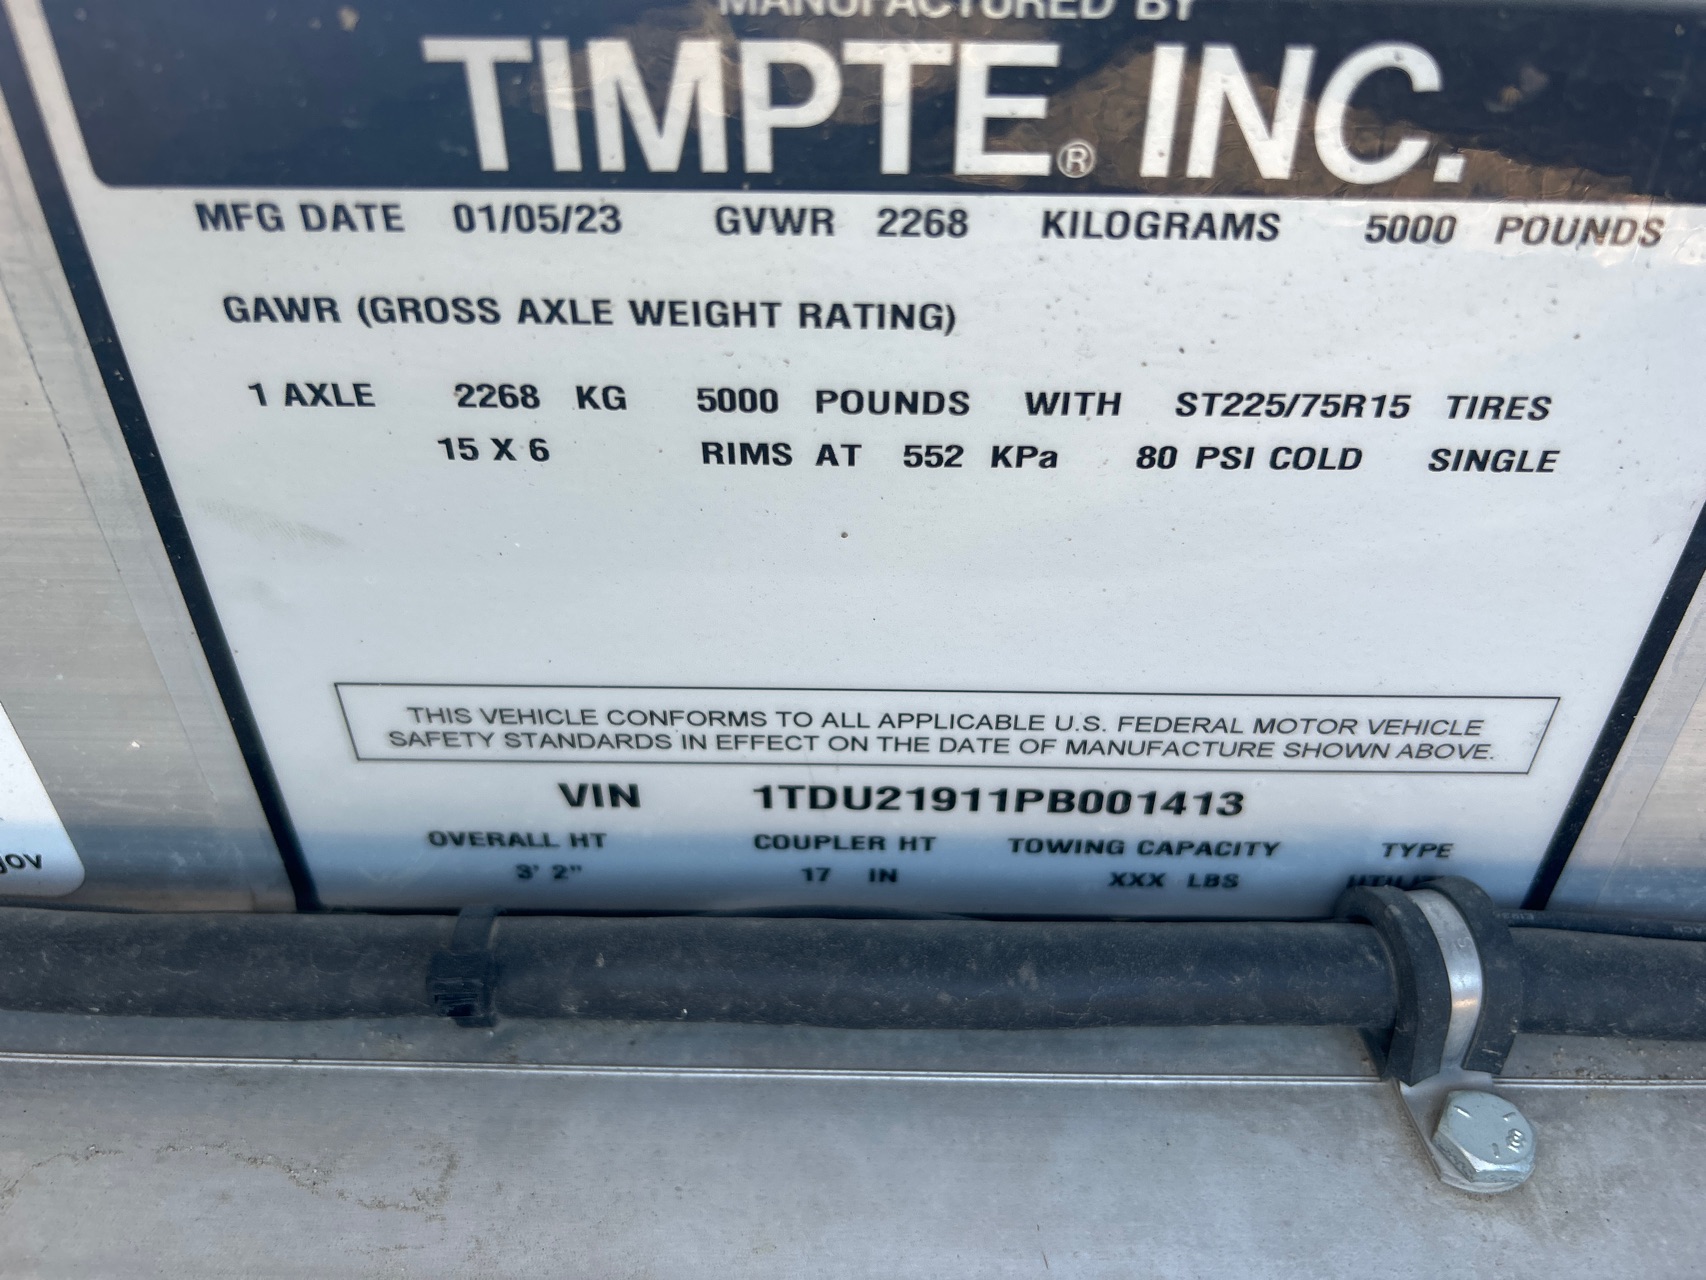 MANUFACTURED BY
TIMPTE® INC.
MFG DATE 01/05/23 GVWR 2268 KILOGRAMS 5000 POUNDS
GAWR (GROSS AXLE WEIGHT RATING)
1 AXLE 2268 KG 5000 POUNDS WITH ST225/75R15 TIRES
15 X 6 RIMS AT 552 KPa 80 PSI COLD SINGLE
THIS VEHICLE CONFORMS TO ALL APPLICABLE U.S. FEDERAL MOTOR VEHICLE
SAFETY STANDARDS IN EFFECT ON THE DATE OF MANUFACTURE SHOWN ABOVE.
VIN 1TDU21911PB001413
OVERALL HT COUPLER HT TOWING CAPACITY TYPE
3' 2" 17 IN XXX LBS